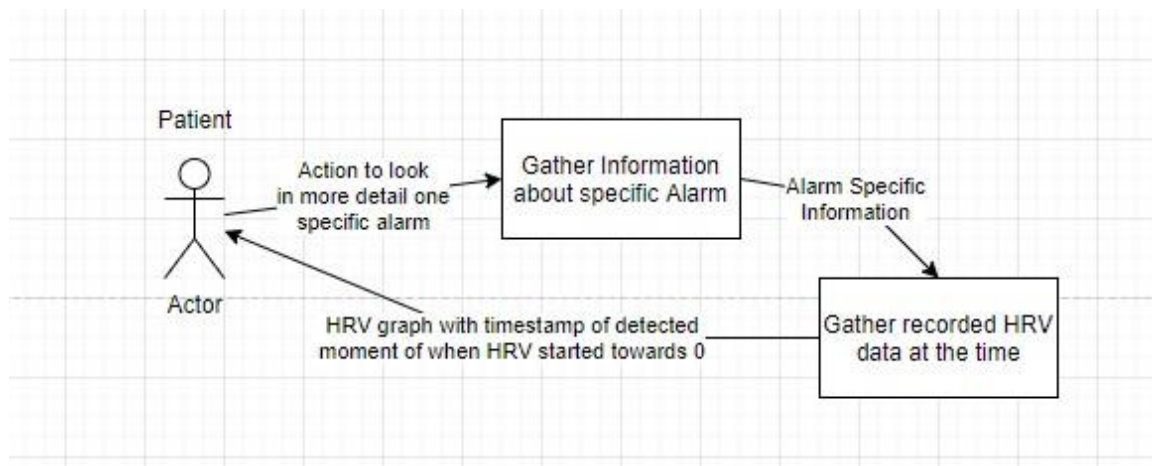 Patient
Action to look
in more detail one
specific alarm
Gather Information
about specific Alarm
Alarm Specific
Information
Actor
HRV graph with timestamp of detected
moment of when HRV started towards 0
Gather recorded HRV
data at the time